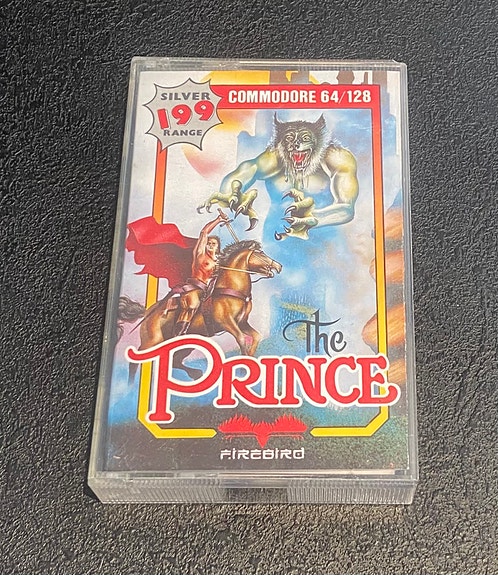 SILVER
199
RANGE
COMMODORE 64/128
The
PRINCE
FIREBIRD